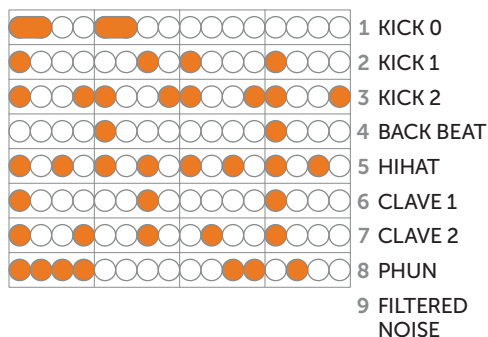 1 KICK 0
2 KICK 1
3 KICK 2
4 BACK BEAT
5 HIHAT
6 CLAVE 1
7 CLAVE 2
8 PHUN
9 FILTERED
NOISE